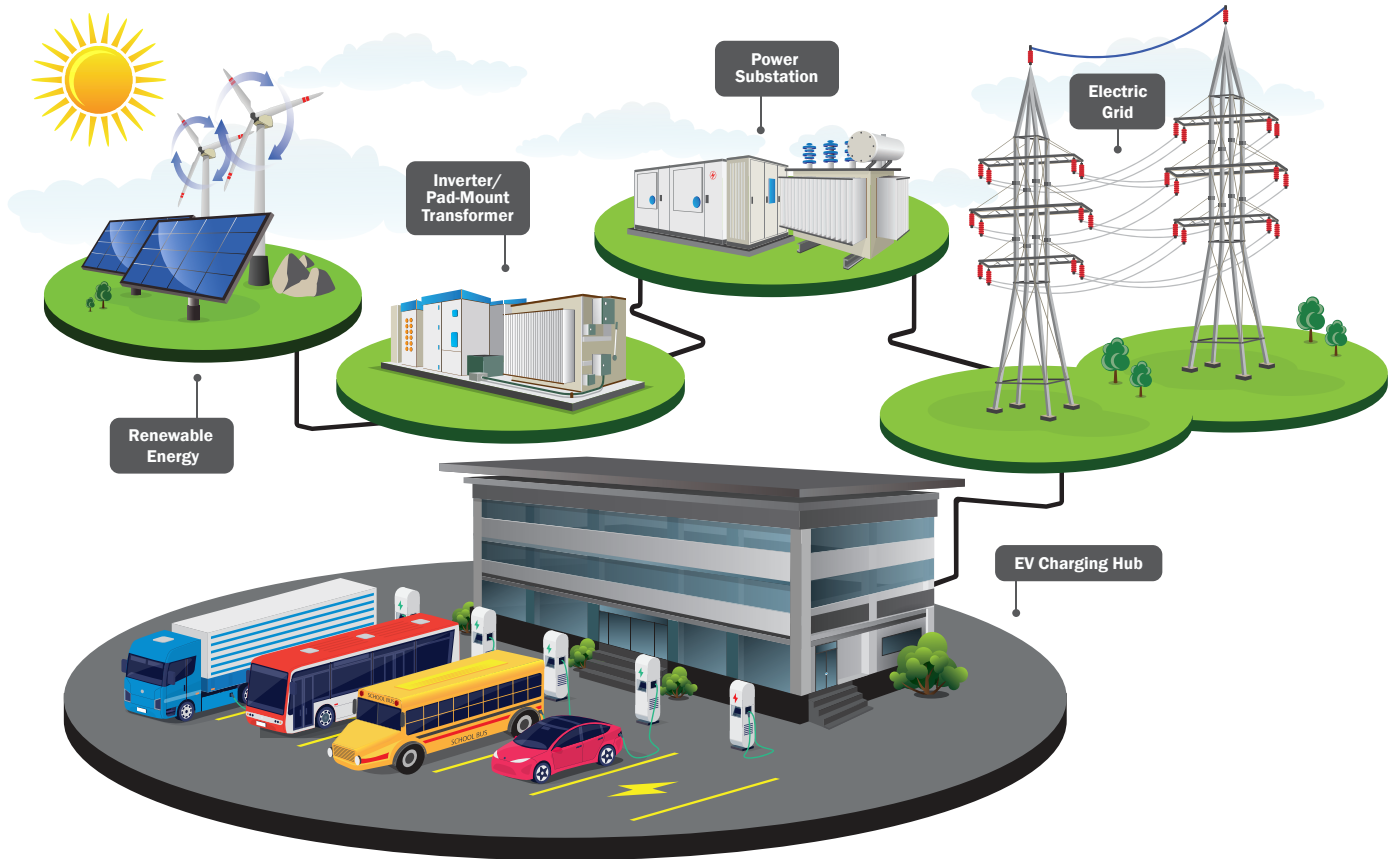 Power
Substation
Electric
Grid
Inverter/
Pad-Mount
Transformer
Renewable
Energy
EV Charging Hub
SCHOOL BUS
SCHOOL BUS